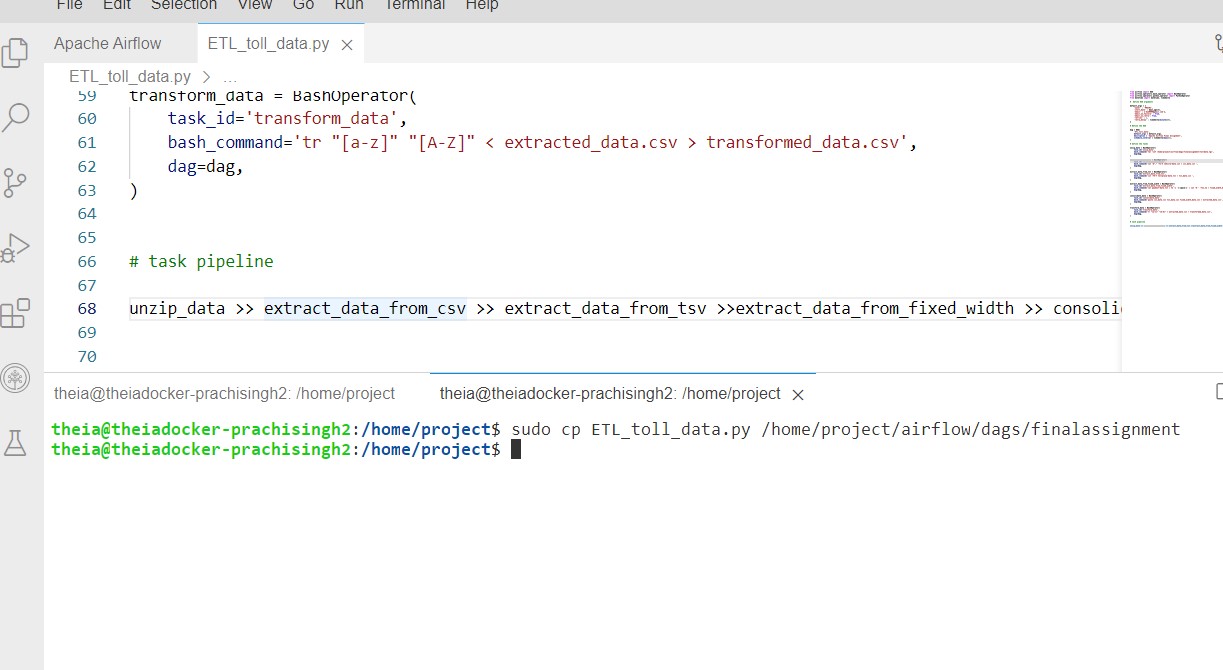 File Edit Selection View Go Run Terminal Help
Apache Airflow ETL_toll_data.py ×
ETL_toll_data.py > ...
59 transform_data = BashOperator(
60 task_id='transform_data',
61 bash_command='tr "[a-z]" "[A-Z]" < extracted_data.csv > transformed_data.csv',
62 dag=dag,
63 )
64
65
66 # task pipeline
67
68 unzip_data >> extract_data_from_csv >> extract_data_from_tsv >>extract_data_from_fixed_width >> consoli
69
70
theia@theiadocker-prachisingh2: /home/project theia@theiadocker-prachisingh2: /home/project ×
theia@theiadocker-prachisingh2:/home/project$ sudo cp ETL_toll_data.py /home/project/airflow/dags/finalassignment
theia@theiadocker-prachisingh2:/home/project$